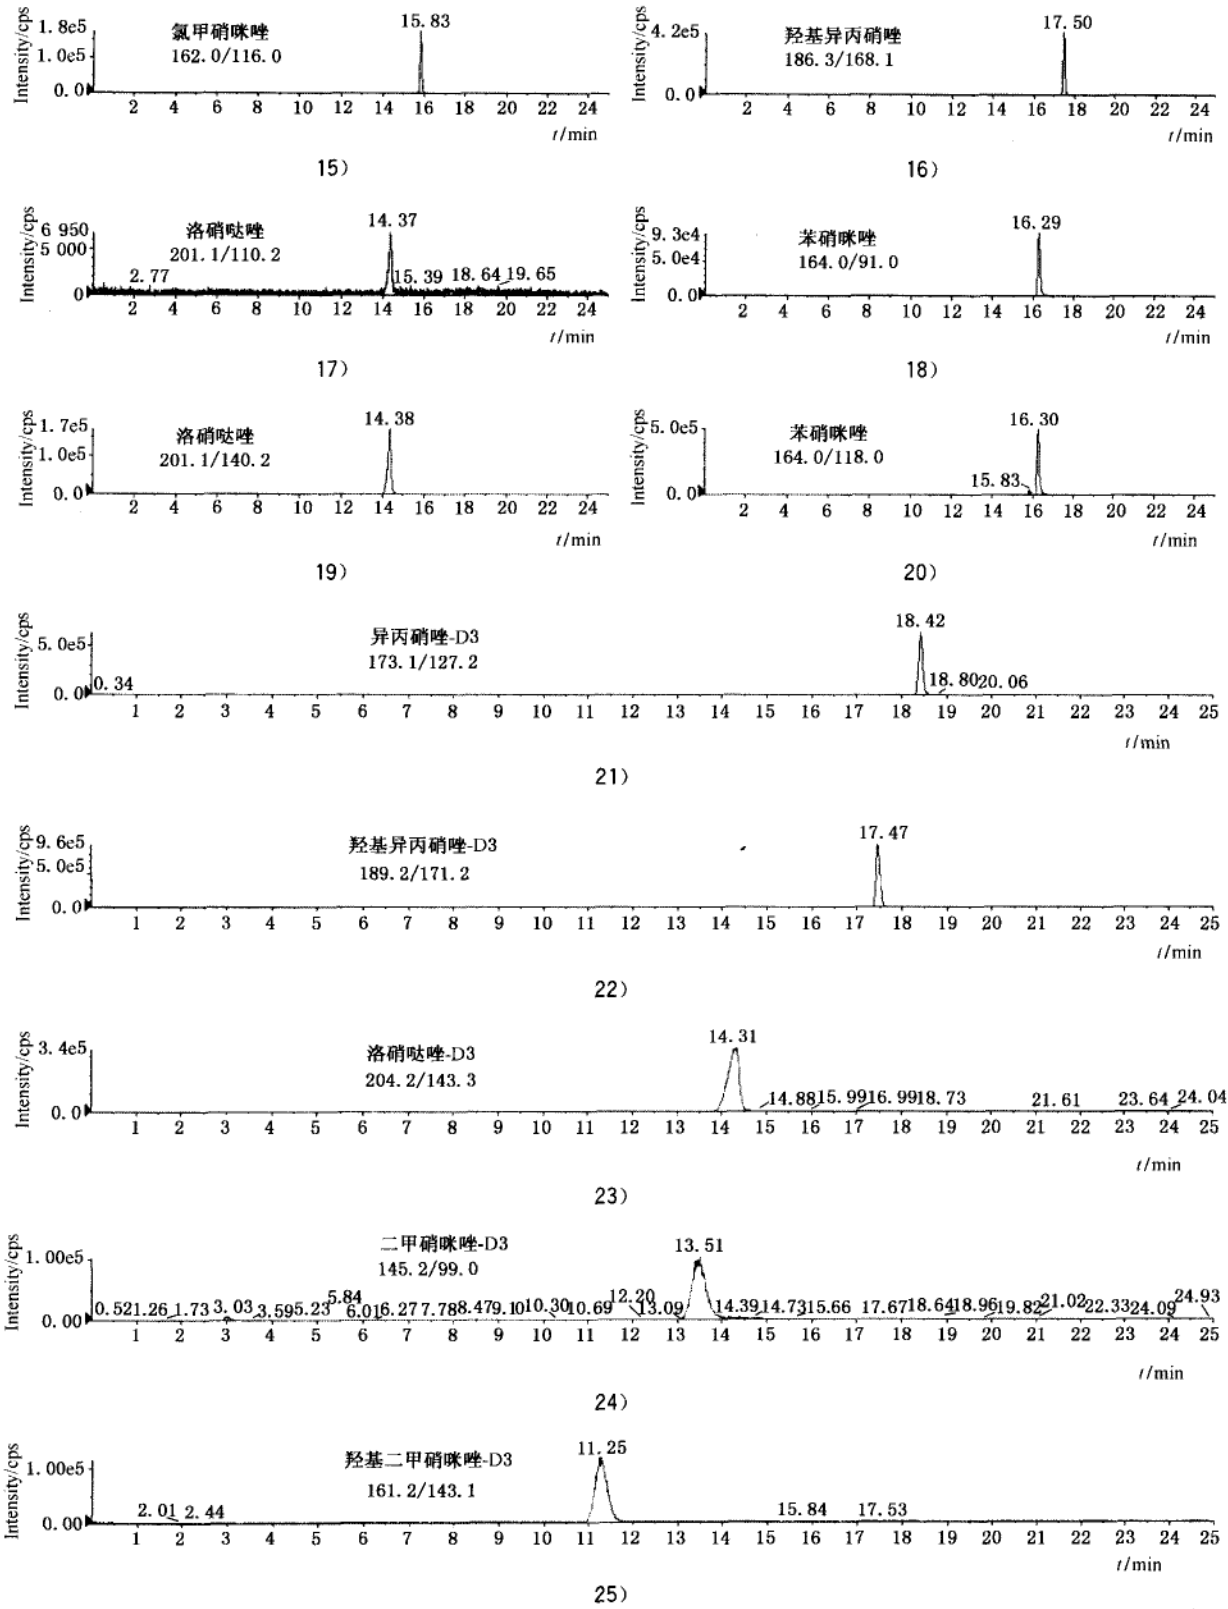 Intensity/cps
1.8e5
1.0e5
0.0
氯甲硝咪唑
162.0/116.0
15.83
2 4 6 8 10 12 14 16 18 20 22 24
t/min
15)
Intensity/cps
4.2e5
0.0
羟基异丙硝唑
186.3/168.1
17.50
2 4 6 8 10 12 14 16 18 20 22 24
t/min
16)
Intensity/cps
6 950
5 000
0
洛硝哒唑
201.1/110.2
2.77
14.37
15.39 18.64 19.65
2 4 6 8 10 12 14 16 18 20 22 24
t/min
17)
Intensity/cps
9.3e4
5.0e4
0.0
苯硝咪唑
164.0/91.0
16.29
2 4 6 8 10 12 14 16 18 20 22 24
t/min
18)
Intensity/cps
1.7e5
1.0e5
0.0
洛硝哒唑
201.1/140.2
14.38
2 4 6 8 10 12 14 16 18 20 22 24
t/min
19)
Intensity/cps
5.0e5
0.0
苯硝咪唑
164.0/118.0
15.83
16.30
2 4 6 8 10 12 14 16 18 20 22 24
t/min
20)
Intensity/cps
5.0e5
0.0
异丙硝唑-D3
173.1/127.2
0.34
18.42
18.80 20.06
1 2 3 4 5 6 7 8 9 10 11 12 13 14 15 16 17 18 19 20 21 22 23 24 25
t/min
21)
Intensity/cps
9.6e5
5.0e5
0.0
羟基异丙硝唑-D3
189.2/171.2
17.47
1 2 3 4 5 6 7 8 9 10 11 12 13 14 15 16 17 18 19 20 21 22 23 24 25
t/min
22)
Intensity/cps
3.4e5
0.0
洛硝哒唑-D3
204.2/143.3
14.31
14.88 15.99 16.99 18.73 21.61 23.64 24.04
1 2 3 4 5 6 7 8 9 10 11 12 13 14 15 16 17 18 19 20 21 22 23 24 25
t/min
23)
Intensity/cps
1.00e5
0.00
二甲硝咪唑-D3
145.2/99.0
13.51
0.52 1.26 1.73 3.03 3.59 5.23 5.84 6.01 6.27 7.78 8.47 9.10 10.30 10.69 12.20 13.09 14.39 14.73 15.66 17.67 18.64 18.96 19.82 21.02 22.33 24.09 24.93
1 2 3 4 5 6 7 8 9 10 11 12 13 14 15 16 17 18 19 20 21 22 23 24 25
t/min
24)
Intensity/cps
1.00e5
0.00
羟基二甲硝咪唑-D3
161.2/143.1
2.01 2.44
11.25
15.84 17.53
1 2 3 4 5 6 7 8 9 10 11 12 13 14 15 16 17 18 19 20 21 22 23 24 25
t/min
25)